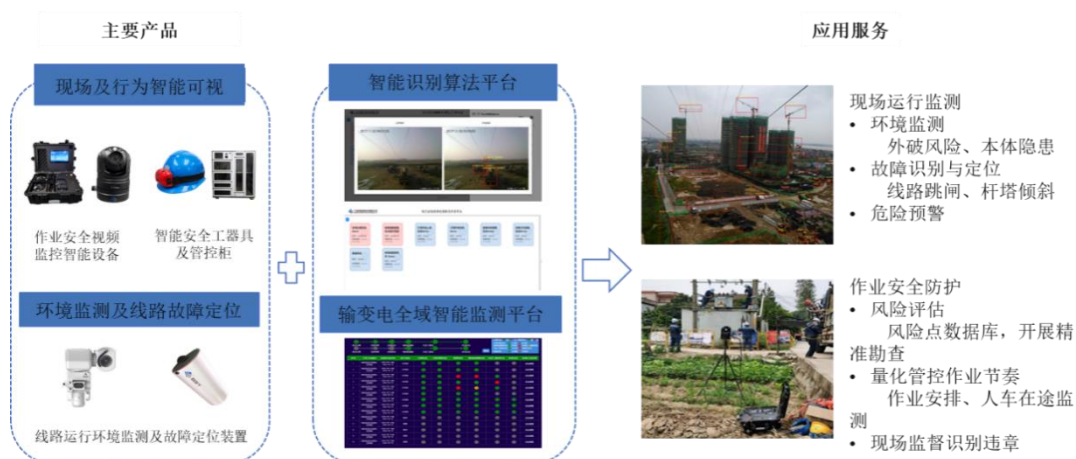 主要产品
应用服务
现场及行为智能可视
作业安全视频
监控智能设备
智能安全工器具
及管控柜
环境监测及线路故障定位
线路运行环境监测及故障定位装置
智能识别算法平台
输变电全域智能监测平台
现场运行监测
• 环境监测
外破风险、本体隐患
• 故障识别与定位
线路跳闸、杆塔倾斜
• 危险预警
作业安全防护
• 风险评估
风险点数据库，开展精
准勘查
• 量化管控作业节奏
作业安排、人车在途监
测
• 现场监督识别违章